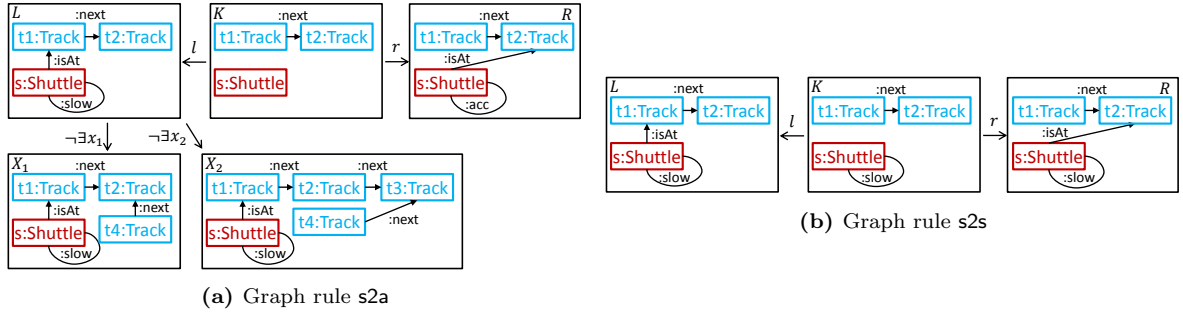 L
:next
t1:Track
t2:Track
:isAt
s:Shuttle
:slow
l
K
:next
t1:Track
t2:Track
s:Shuttle
r
R
:next
t1:Track
t2:Track
:isAt
s:Shuttle
:acc
¬∃x₁
¬∃x₂
X₁
:next
t1:Track
t2:Track
:isAt
:next
s:Shuttle
t4:Track
:slow
X₂
:next
:next
t1:Track
t2:Track
t3:Track
:isAt
t4:Track
:next
s:Shuttle
:slow
(a) Graph rule s2a
L
:next
t1:Track
t2:Track
:isAt
s:Shuttle
:slow
l
K
:next
t1:Track
t2:Track
s:Shuttle
:slow
r
R
:next
t1:Track
t2:Track
:isAt
s:Shuttle
:slow
(b) Graph rule s2s